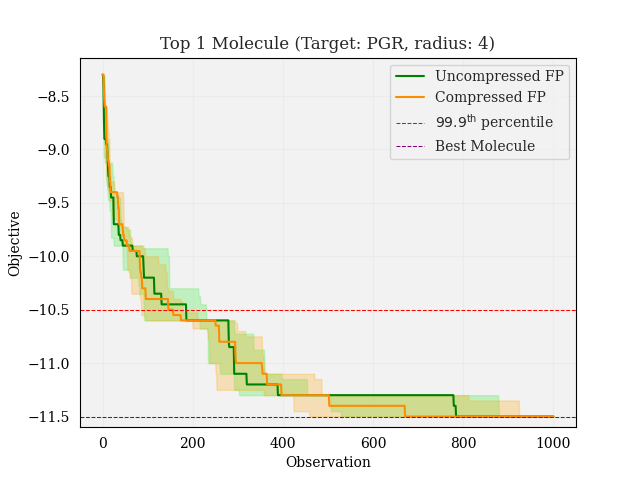 Top 1 Molecule (Target: PGR, radius: 4)
Uncompressed FP
Compressed FP
99.9th percentile
Best Molecule
Objective
−8.5
−9.0
−9.5
−10.0
−10.5
−11.0
−11.5
0 200 400 600 800 1000
Observation